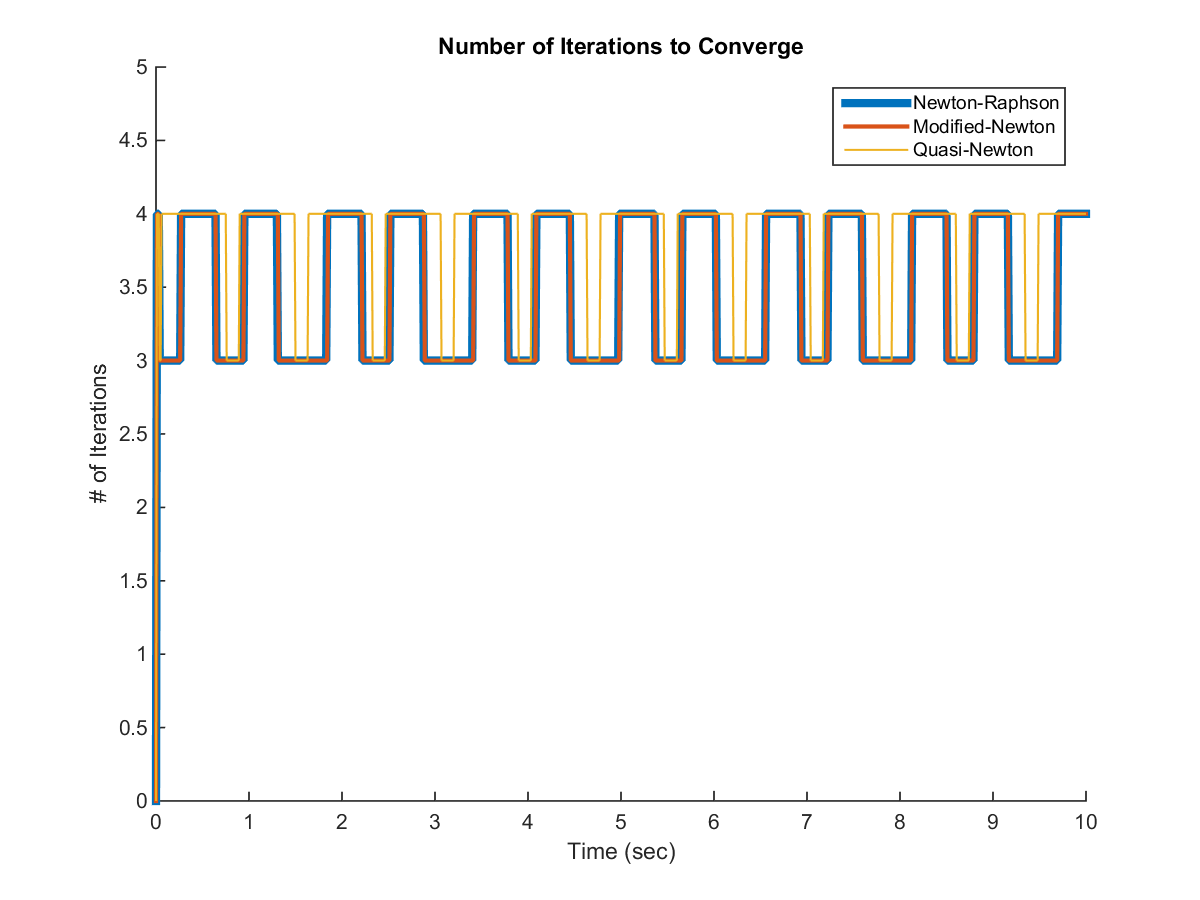 Number of Iterations to Converge
Newton-Raphson
Modified-Newton
Quasi-Newton
5
4.5
4
3.5
3
2.5
2
1.5
1
0.5
0
# of Iterations
0 1 2 3 4 5 6 7 8 9 10
Time (sec)